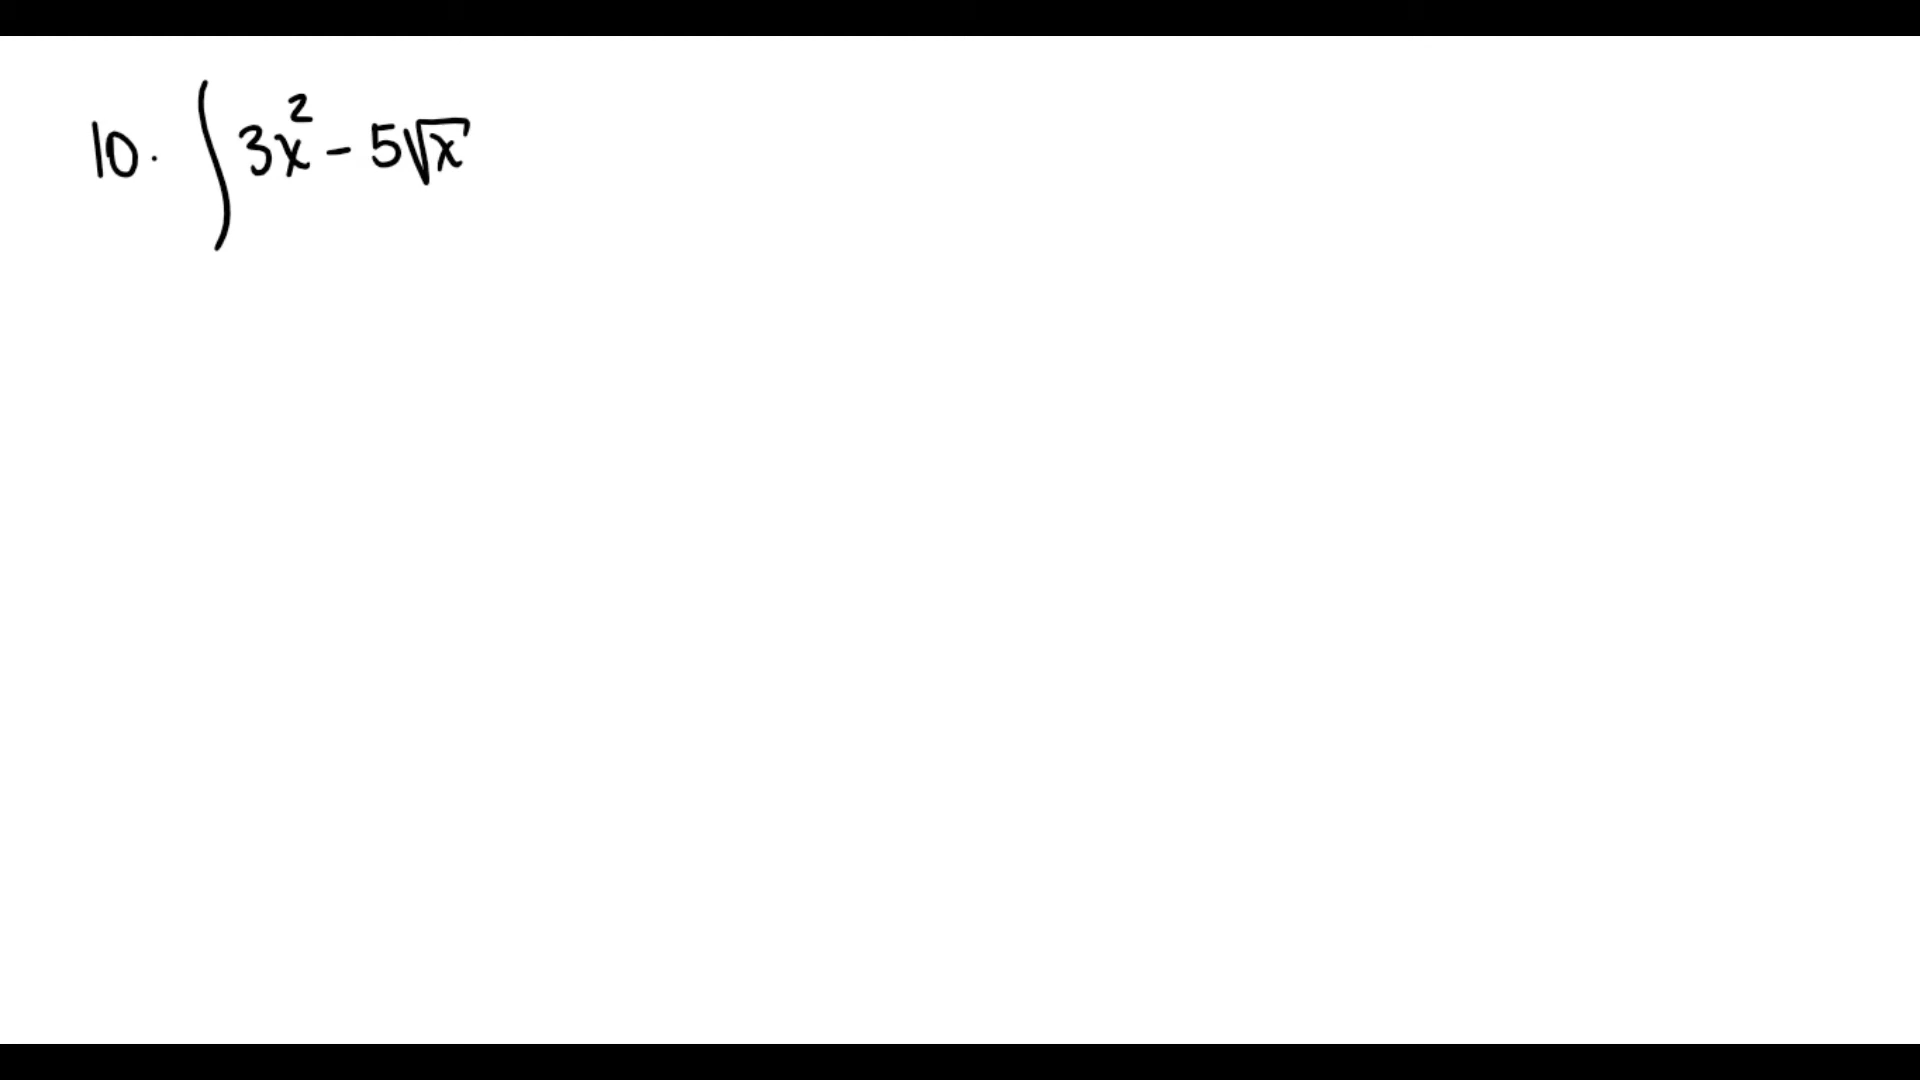 10. ∫ 3x² - 5√x